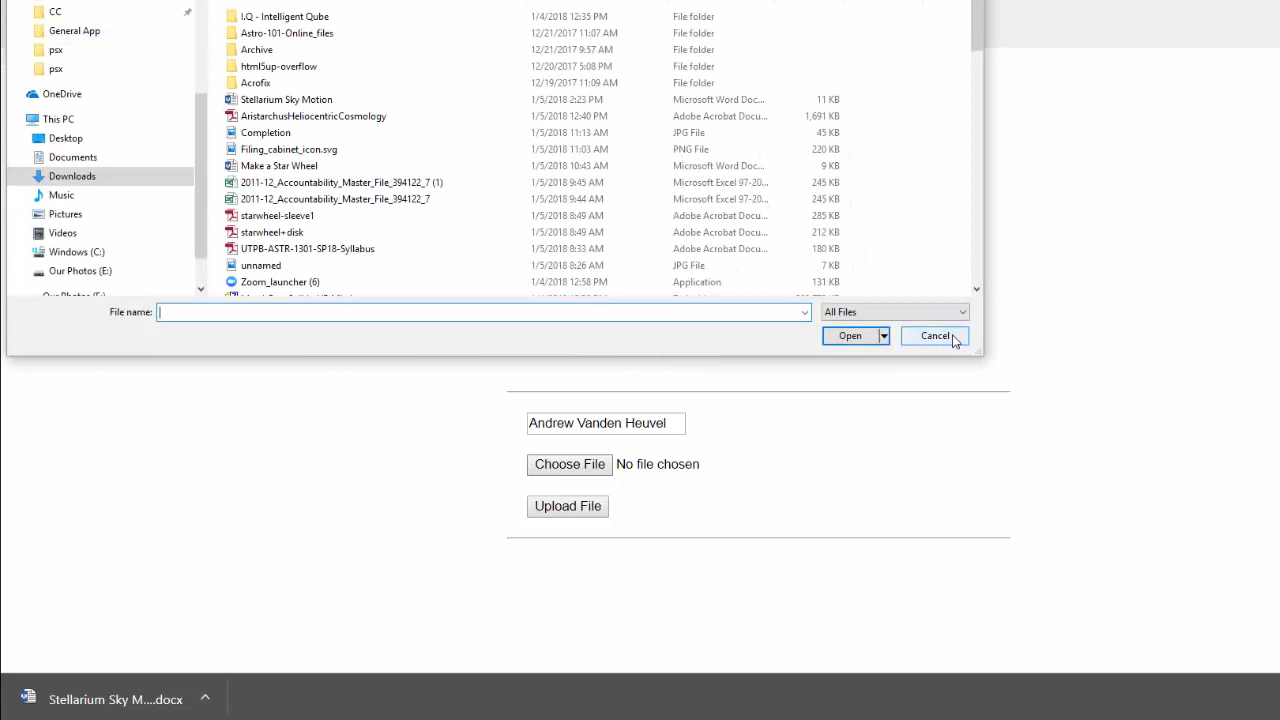 CC
General App
psx
psx
OneDrive
This PC
Desktop
Documents
Downloads
Music
Pictures
Videos
Windows (C:)
Our Photos (E:)
I.Q - Intelligent Qube 1/4/2018 12:35 PM File folder
Astro-101-Online_files 12/21/2017 11:07 AM File folder
Archive 12/21/2017 9:57 AM File folder
html5up-overflow 12/20/2017 5:08 PM File folder
Acrofix 12/19/2017 11:09 AM File folder
Stellarium Sky Motion 1/5/2018 2:23 PM Microsoft Word Doc... 11 KB
AristarchusHeliocentricCosmology 1/5/2018 12:40 PM Adobe Acrobat Docu... 1,691 KB
Completion 1/5/2018 11:13 AM JPG File 45 KB
Filing_cabinet_icon.svg 1/5/2018 11:03 AM PNG File 220 KB
Make a Star Wheel 1/5/2018 10:43 AM Microsoft Word Doc... 9 KB
2011-12_Accountability_Master_File_394122_7 (1) 1/5/2018 9:45 AM Microsoft Excel 97-20... 245 KB
2011-12_Accountability_Master_File_394122_7 1/5/2018 9:44 AM Microsoft Excel 97-20... 245 KB
starwheel-sleeve1 1/5/2018 8:49 AM Adobe Acrobat Docu... 285 KB
starwheel+disk 1/5/2018 8:49 AM Adobe Acrobat Docu... 212 KB
UTPB-ASTR-1301-SP18-Syllabus 1/5/2018 8:33 AM Adobe Acrobat Docu... 180 KB
unnamed 1/5/2018 8:26 AM JPG File 7 KB
Zoom_launcher (6) 1/4/2018 12:58 PM Application 131 KB
File name: All Files
Open Cancel
Andrew Vanden Heuvel
Choose File No file chosen
Upload File
Stellarium Sky M....docx